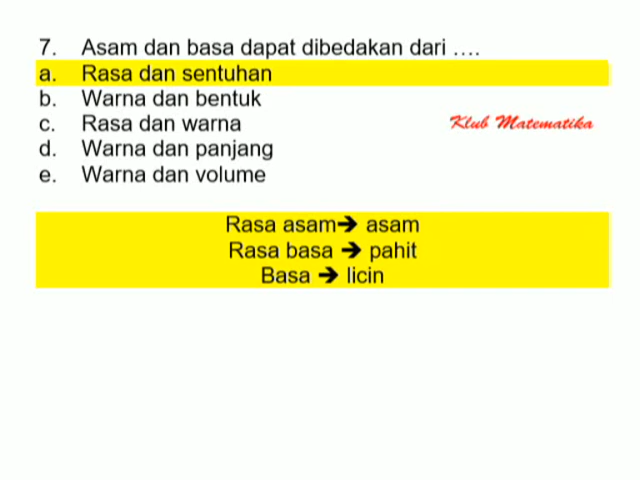 7. Asam dan basa dapat dibedakan dari ....
a. Rasa dan sentuhan
b. Warna dan bentuk
c. Rasa dan warna
Klub Matematika
d. Warna dan panjang
e. Warna dan volume
Rasa asam➔ asam
Rasa basa ➔ pahit
Basa ➔ licin